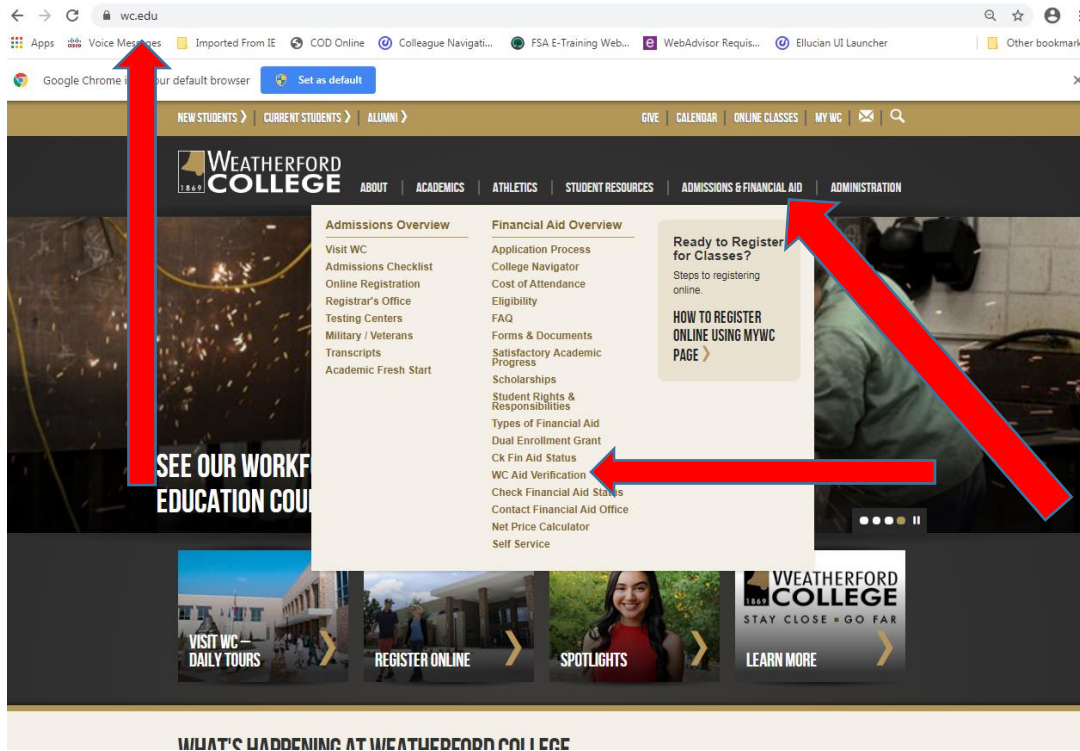 wc.edu
Apps Voice Messages Imported From IE COD Online Colleague Navigati... FSA E-Training Web... WebAdvisor Requis... Ellucian UI Launcher Other bookmark
Google Chrome your default browser Set as default
NEW STUDENTS CURRENT STUDENTS ALUMNI GIVE CALENDAR ONLINE CLASSES MY WC
WEATHERFORD
1869 COLLEGE
ABOUT ACADEMICS ATHLETICS STUDENT RESOURCES ADMISSIONS & FINANCIAL AID ADMINISTRATION
Admissions Overview
Visit WC
Admissions Checklist
Online Registration
Registrar's Office
Testing Centers
Military / Veterans
Transcripts
Academic Fresh Start
Financial Aid Overview
Application Process
College Navigator
Cost of Attendance
Eligibility
FAQ
Forms & Documents
Satisfactory Academic
Progress
Scholarships
Student Rights &
Responsibilities
Types of Financial Aid
Dual Enrollment Grant
Ck Fin Aid Status
WC Aid Verification
Check Financial Aid Status
Contact Financial Aid Office
Net Price Calculator
Self Service
Ready to Register
for Classes?
Steps to registering
online.
HOW TO REGISTER
ONLINE USING MYWC
PAGE
SEE OUR WORKF
EDUCATION COU
VISIT WC –
DAILY TOURS
REGISTER ONLINE
SPOTLIGHTS
WEATHERFORD
1869 COLLEGE
STAY CLOSE GO FAR
LEARN MORE
WHAT'S HAPPENING AT WEATHERFORD COLLEGE